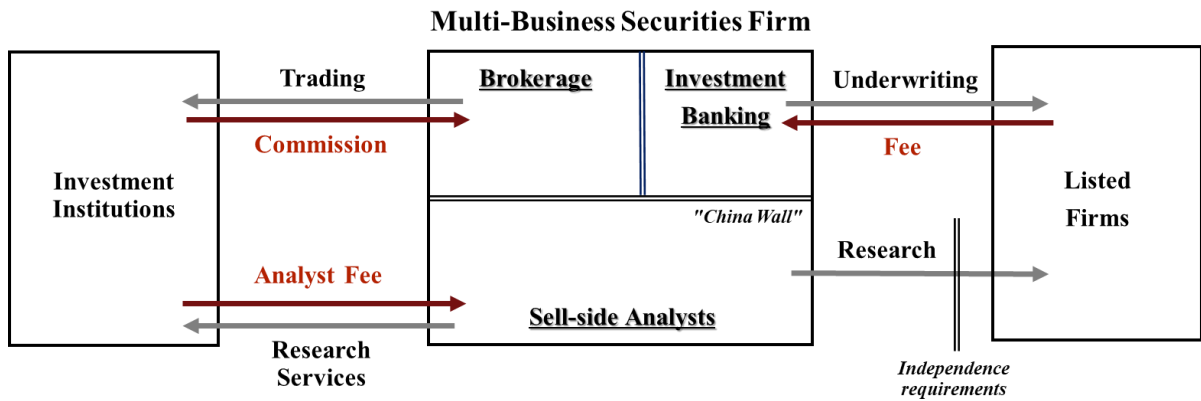 Multi-Business Securities Firm
Trading
Commission
Brokerage
Investment
Banking
Underwriting
Fee
Investment
Institutions
Listed
Firms
"China Wall"
Research
Analyst Fee
Sell-side Analysts
Research
Services
Independence
requirements